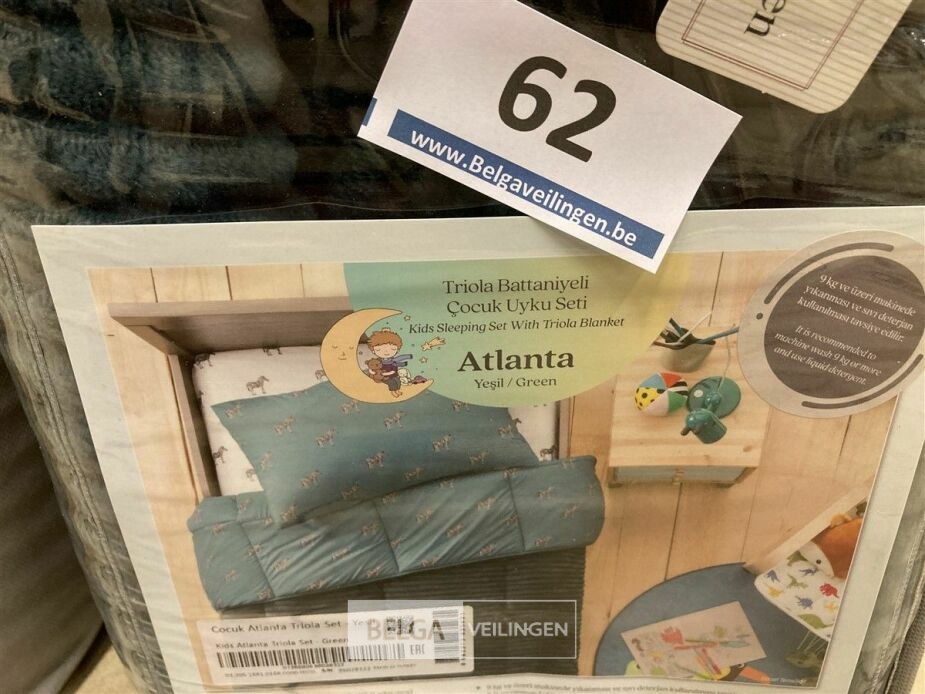 en
62
www.Belgaveilingen.be
Triola Battaniyeli
Çocuk Uyku Seti
Kids Sleeping Set With Triola Blanket
Atlanta
Yeşil / Green
9 kg ve üzeri makinede
yıkanması ve sıvı deterjan
kullanılması tavsiye edilir.
It is recommended to
machine wash 9 kg or more
and use liquid detergent.
Çocuk Atlanta Triola Set -
Kids Atlanta Triola Set - Green
EAC
BELGA VEILINGEN